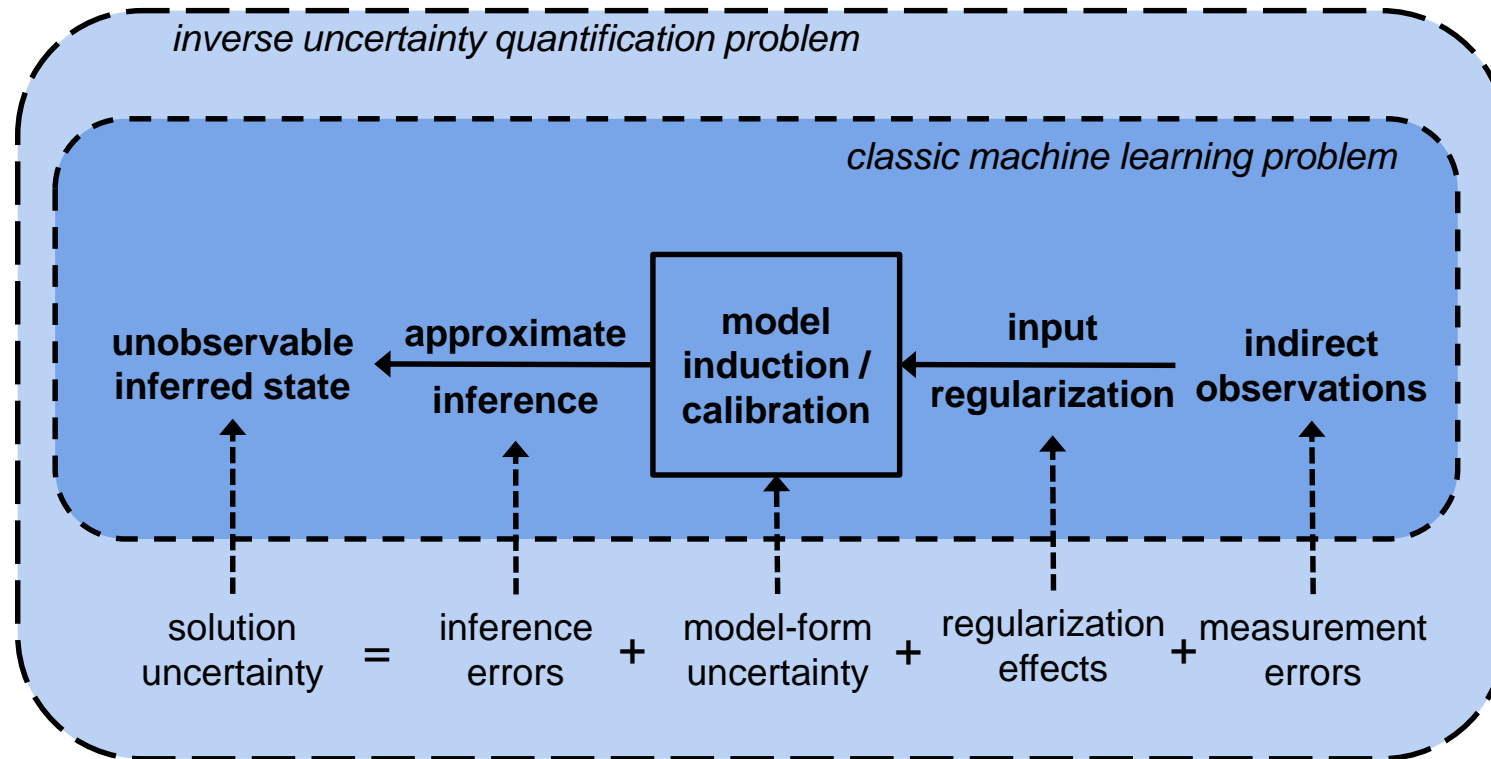 inverse uncertainty quantification problem
classic machine learning problem
unobservable
inferred state
approximate
inference
model
induction /
calibration
input
regularization
indirect
observations
solution
uncertainty
=
inference
errors
+
model-form
uncertainty
+
regularization
effects
+
measurement
errors